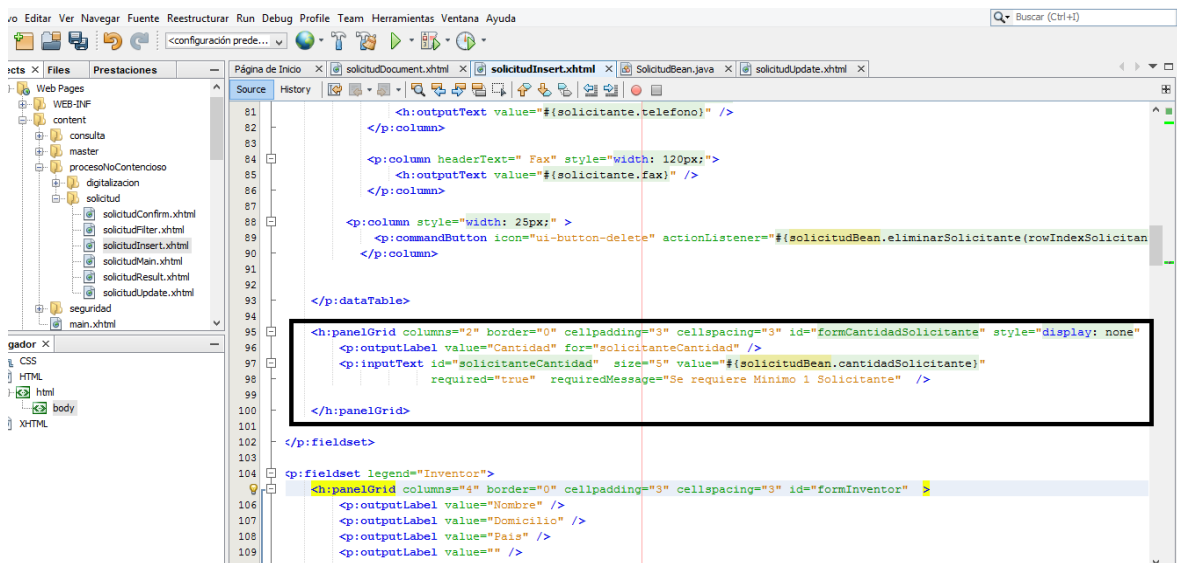 vo Editar Ver Navegar Fuente Reestructurar Run Debug Profile Team Herramientas Ventana Ayuda
Buscar (Ctrl+I)
<configuración prede...
ects Files Prestaciones
Página de Inicio solicitudDocument.xhtml solicitudInsert.xhtml SolicitudBean.java solicitudUpdate.xhtml
Web Pages
WEB-INF
content
consulta
master
procesoNoContencioso
digitalizacion
solicitud
solicitudConfirm.xhtml
solicitudFilter.xhtml
solicitudInsert.xhtml
solicitudMain.xhtml
solicitudResult.xhtml
solicitudUpdate.xhtml
seguridad
main.xhtml
gador
CSS
HTML
html
body
XHTML
Source History
81 <h:outputText value="#{solicitante.telefono}" />
82 </p:column>
83
84 <p:column headerText=" Fax" style="width: 120px;">
85 <h:outputText value="#{solicitante.fax}" />
86 </p:column>
87
88 <p:column style="width: 25px;" >
89 <p:commandButton icon="ui-button-delete" actionListener="#{solicitudBean.eliminarSolicitante(rowIndexSolicitan
90 </p:column>
91
92
93 </p:dataTable>
94
95 <h:panelGrid columns="2" border="0" cellpadding="3" cellspacing="3" id="formCantidadSolicitante" style="display: none"
96 <p:outputLabel value="Cantidad" for="solicitanteCantidad" />
97 <p:inputText id="solicitanteCantidad" size="5" value="#{solicitudBean.cantidadSolicitante}"
98 required="true" requiredMessage="Se requiere Minimo 1 Solicitante" />
99
100 </h:panelGrid>
101
102 </p:fieldset>
103
104 <p:fieldset legend="Inventor">
<h:panelGrid columns="4" border="0" cellpadding="3" cellspacing="3" id="formInventor" >
106 <p:outputLabel value="Nombre" />
107 <p:outputLabel value="Domicilio" />
108 <p:outputLabel value="Pais" />
109 <p:outputLabel value="" />